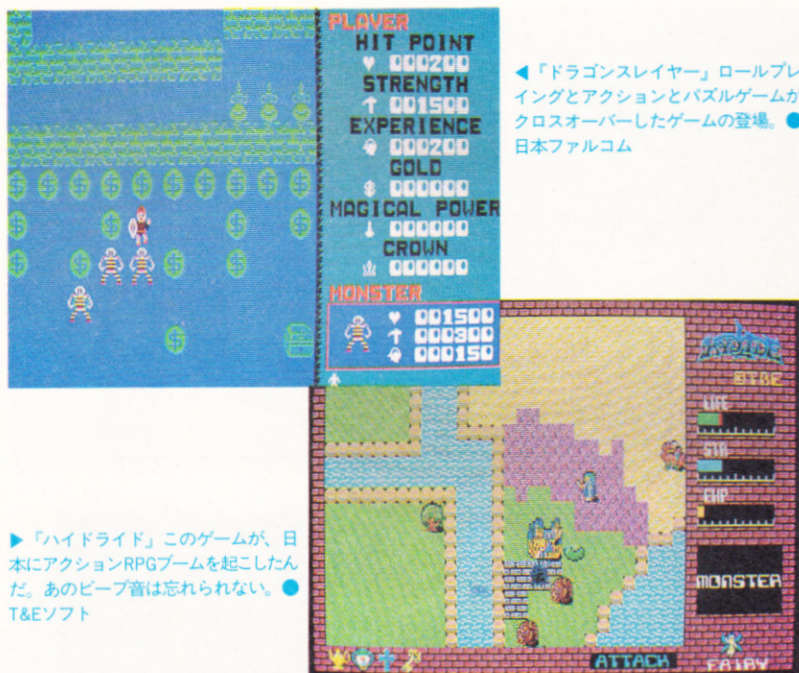 PLAYER
HIT POINT
000200
STRENGTH
001500
EXPERIENCE
000200
GOLD
000000
MAGICAL POWER
000000
CROWN
000000
MONSTER
001500
000300
000150
◀『ドラゴンスレイヤー』ロールプレ
イングとアクションとパズルゲームが
クロスオーバーしたゲームの登場。●
日本ファルコム
▶『ハイドライド』このゲームが、日
本にアクションRPGブームを起こしたん
だ。あのビープ音は忘れられない。●
T&Eソフト
LIFE
STR
EXP
MONSTER
ATTACK
FAIRY